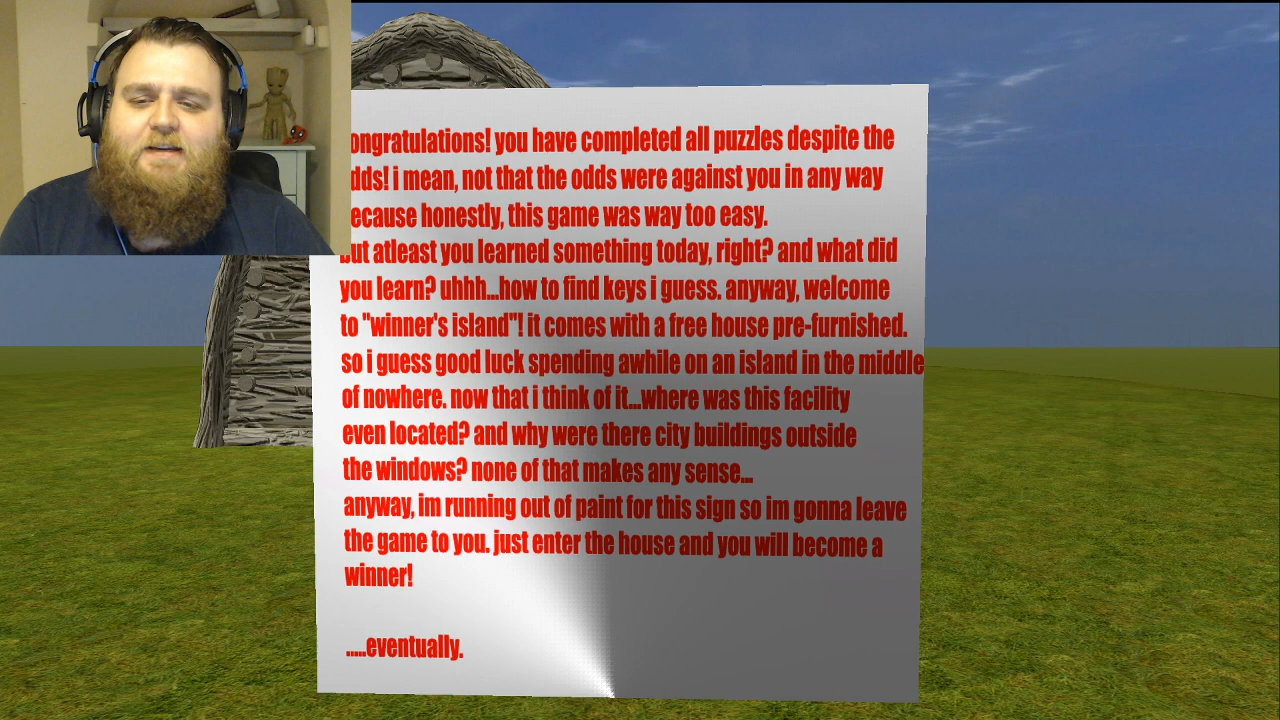 ongratulations! you have completed all puzzles despite the
dds! i mean, not that the odds were against you in any way
ecause honestly, this game was way too easy.
but atleast you learned something today, right? and what did
you learn? uhhh...how to find keys i guess. anyway, welcome
to "winner's island"! it comes with a free house pre-furnished.
so i guess good luck spending awhile on an island in the middle
of nowhere. now that i think of it...where was this facility
even located? and why were there city buildings outside
the windows? none of that makes any sense...
anyway, im running out of paint for this sign so im gonna leave
the game to you. just enter the house and you will become a
winner!
.....eventually.